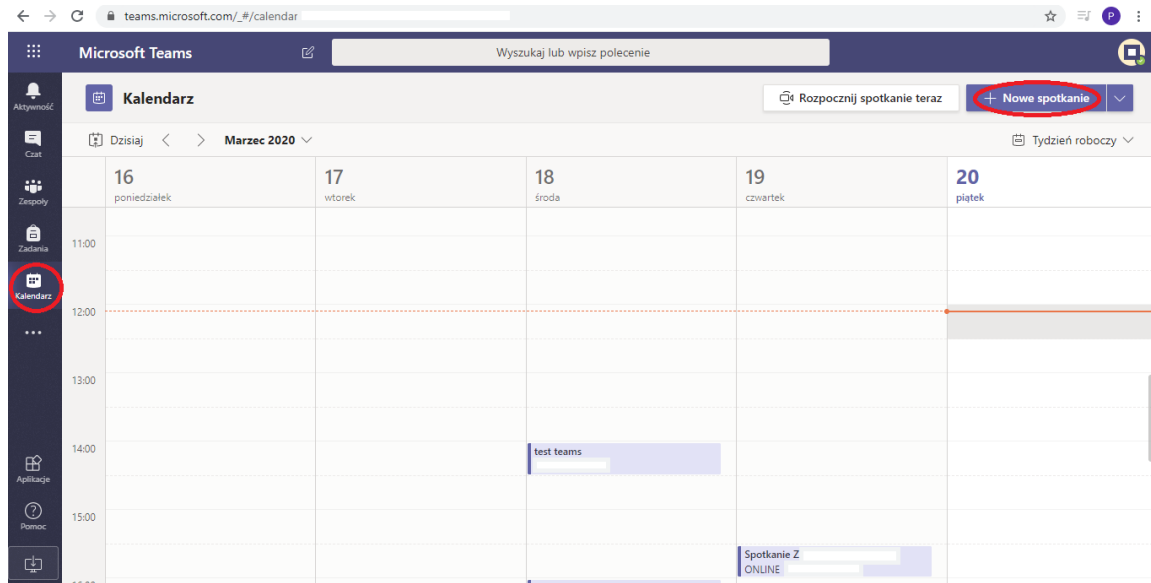 teams.microsoft.com/_#/calendar
P
Microsoft Teams
Wyszukaj lub wpisz polecenie
Aktywność
Czat
Zespoły
Zadania
Kalendarz
Aplikacje
Pomoc
Kalendarz
Rozpocznij spotkanie teraz
+ Nowe spotkanie
Dzisiaj
Marzec 2020
Tydzień roboczy
16
poniedziałek
17
wtorek
18
środa
19
czwartek
20
piątek
11:00
12:00
13:00
14:00
test teams
15:00
Spotkanie Z
ONLINE